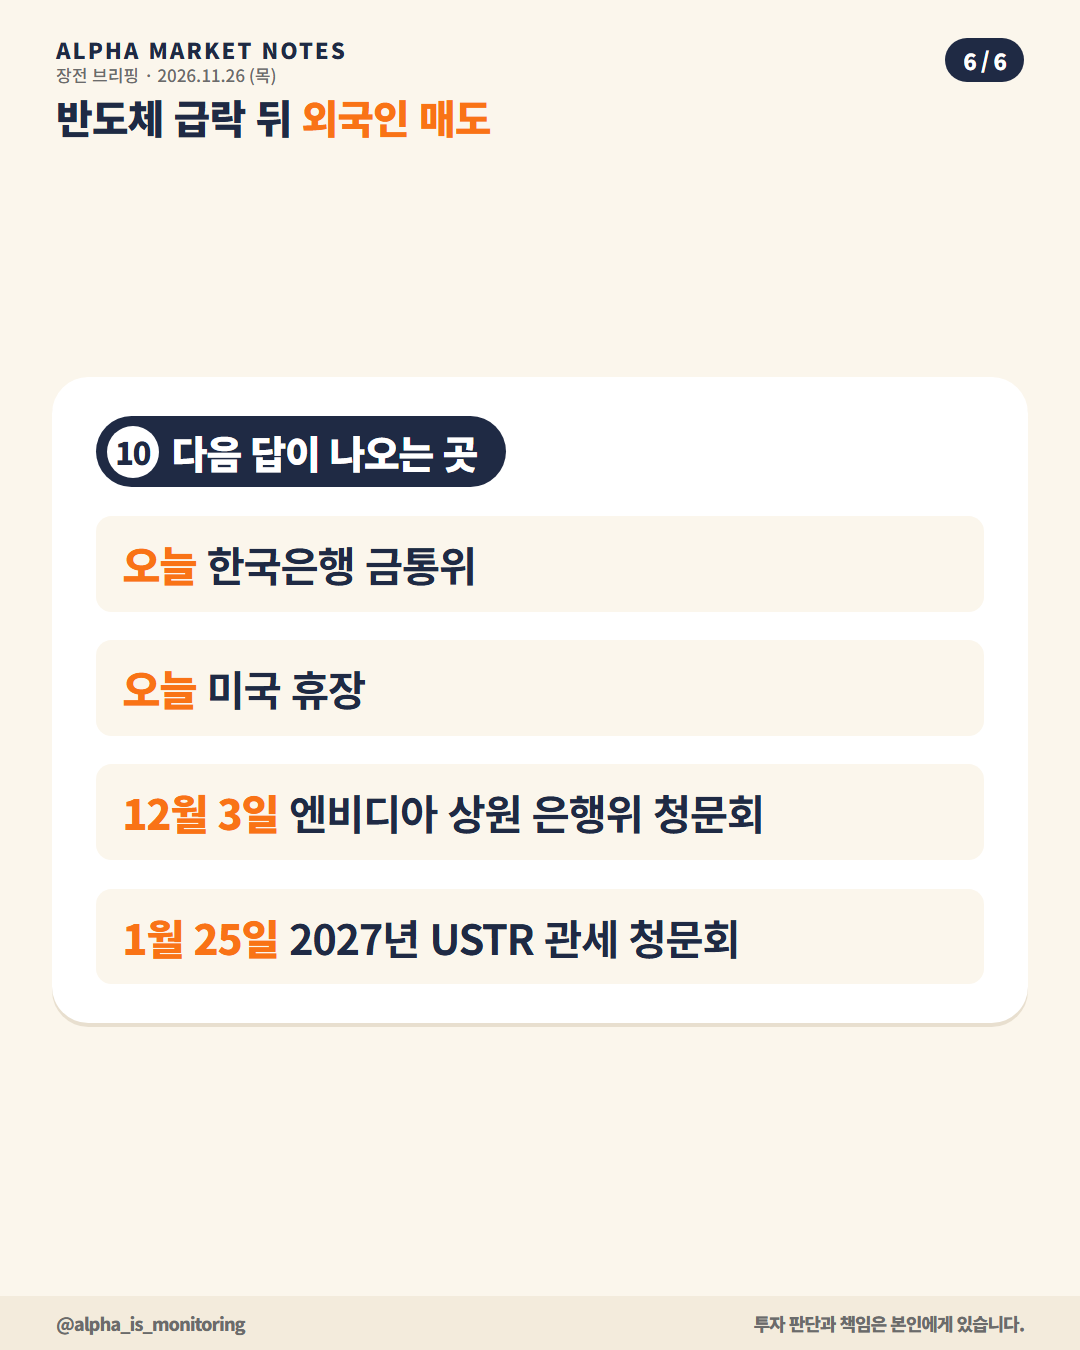 ALPHA MARKET NOTES
6 / 6
장전 브리핑 · 2026.11.26 (목)
반도체 급락 뒤 외국인 매도
10 다음 답이 나오는 곳
오늘 한국은행 금통위
오늘 미국 휴장
12월 3일 엔비디아 상원 은행위 청문회
1월 25일 2027년 USTR 관세 청문회
@alpha_is_monitoring
투자 판단과 책임은 본인에게 있습니다.